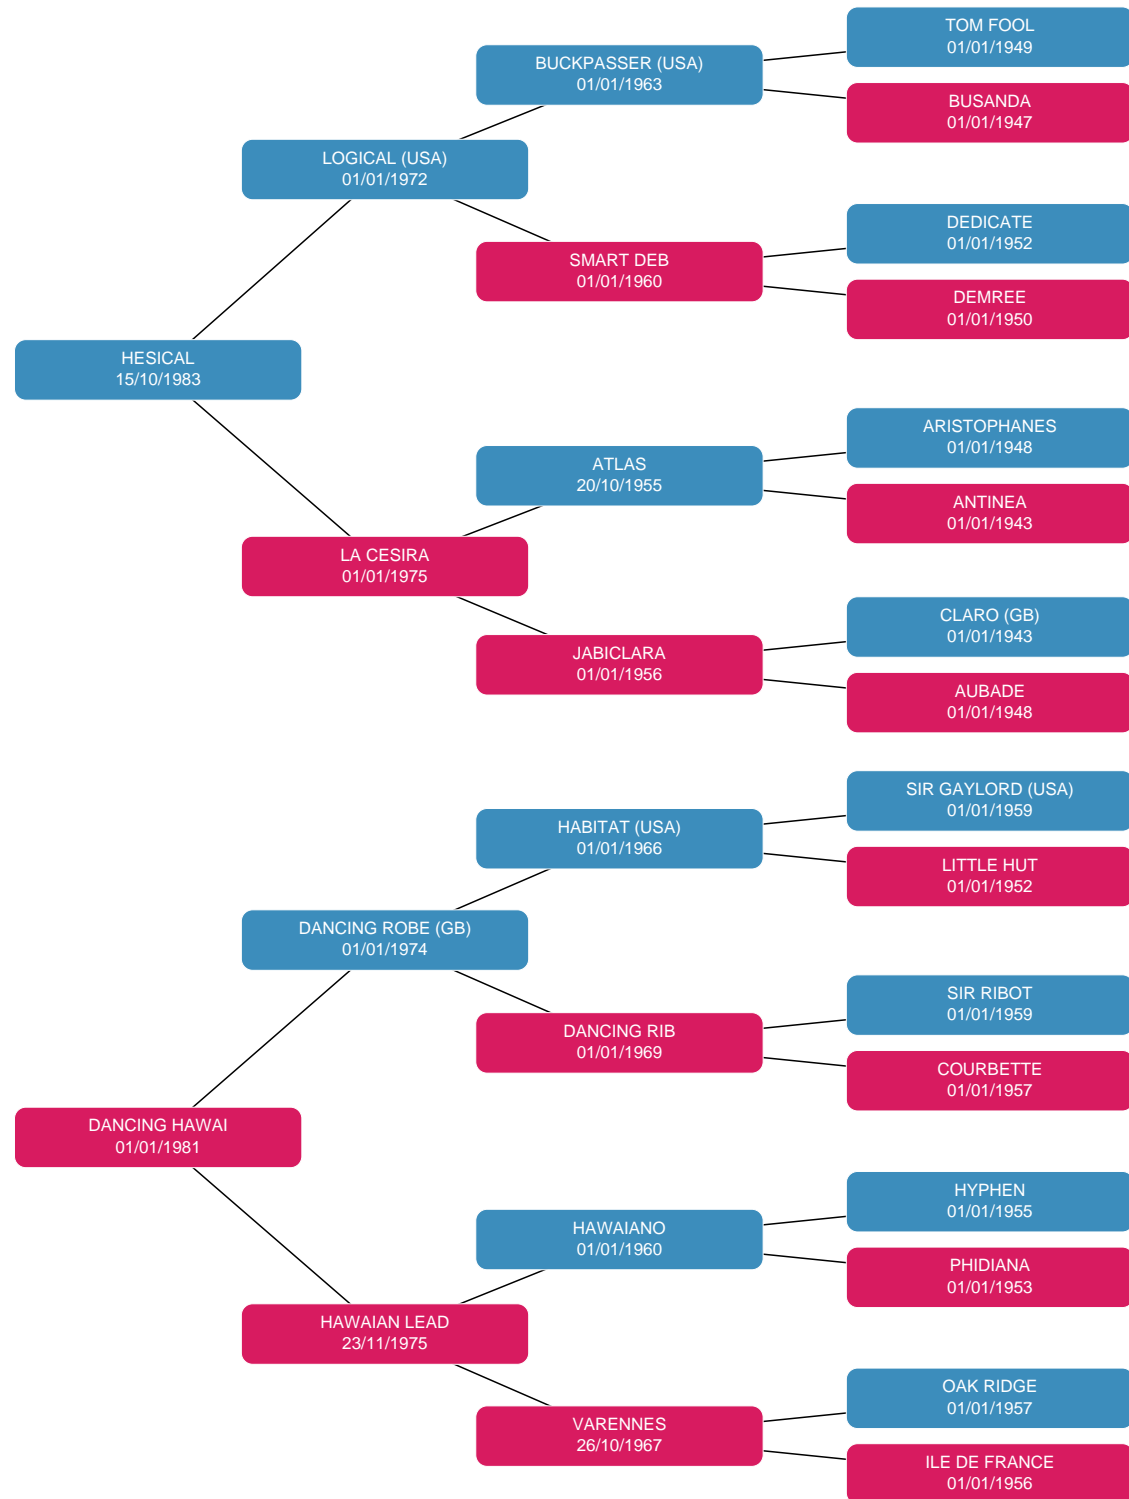 TOM FOOL
01/01/1949
BUCKPASSER (USA)
01/01/1963
BUSANDA
01/01/1947
LOGICAL (USA)
01/01/1972
DEDICATE
01/01/1952
SMART DEB
01/01/1960
DEMREE
01/01/1950
HESICAL
15/10/1983
ARISTOPHANES
01/01/1948
ATLAS
20/10/1955
ANTINEA
01/01/1943
LA CESIRA
01/01/1975
CLARO (GB)
01/01/1943
JABICLARA
01/01/1956
AUBADE
01/01/1948
SIR GAYLORD (USA)
01/01/1959
HABITAT (USA)
01/01/1966
LITTLE HUT
01/01/1952
DANCING ROBE (GB)
01/01/1974
SIR RIBOT
01/01/1959
DANCING RIB
01/01/1969
COURBETTE
01/01/1957
DANCING HAWAI
01/01/1981
HYPHEN
01/01/1955
HAWAIANO
01/01/1960
PHIDIANA
01/01/1953
HAWAIAN LEAD
23/11/1975
OAK RIDGE
01/01/1957
VARENNES
26/10/1967
ILE DE FRANCE
01/01/1956